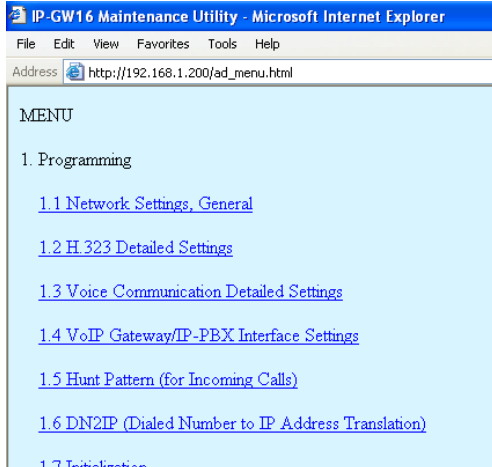 IP-GW16 Maintenance Utility - Microsoft Internet Explorer
File Edit View Favorites Tools Help
Address http://192.168.1.200/ad_menu.html
MENU
1. Programming
1.1 Network Settings, General
1.2 H.323 Detailed Settings
1.3 Voice Communication Detailed Settings
1.4 VoIP Gateway/IP-PBX Interface Settings
1.5 Hunt Pattern (for Incoming Calls)
1.6 DN2IP (Dialed Number to IP Address Translation)
1.7 Initialization